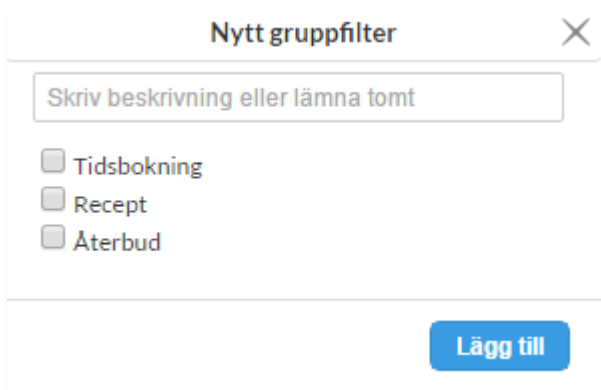 Nytt gruppfilter
Skriv beskrivning eller lämna tomt
Tidsbokning
Recept
Återbud
Lägg till